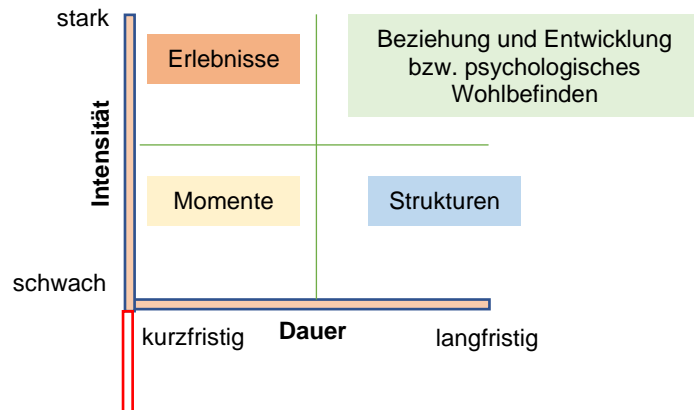 stark
Erlebnisse
Beziehung und Entwicklung
bzw. psychologisches
Wohlbefinden
Intensität
Momente
Strukturen
schwach
kurzfristig
Dauer
langfristig